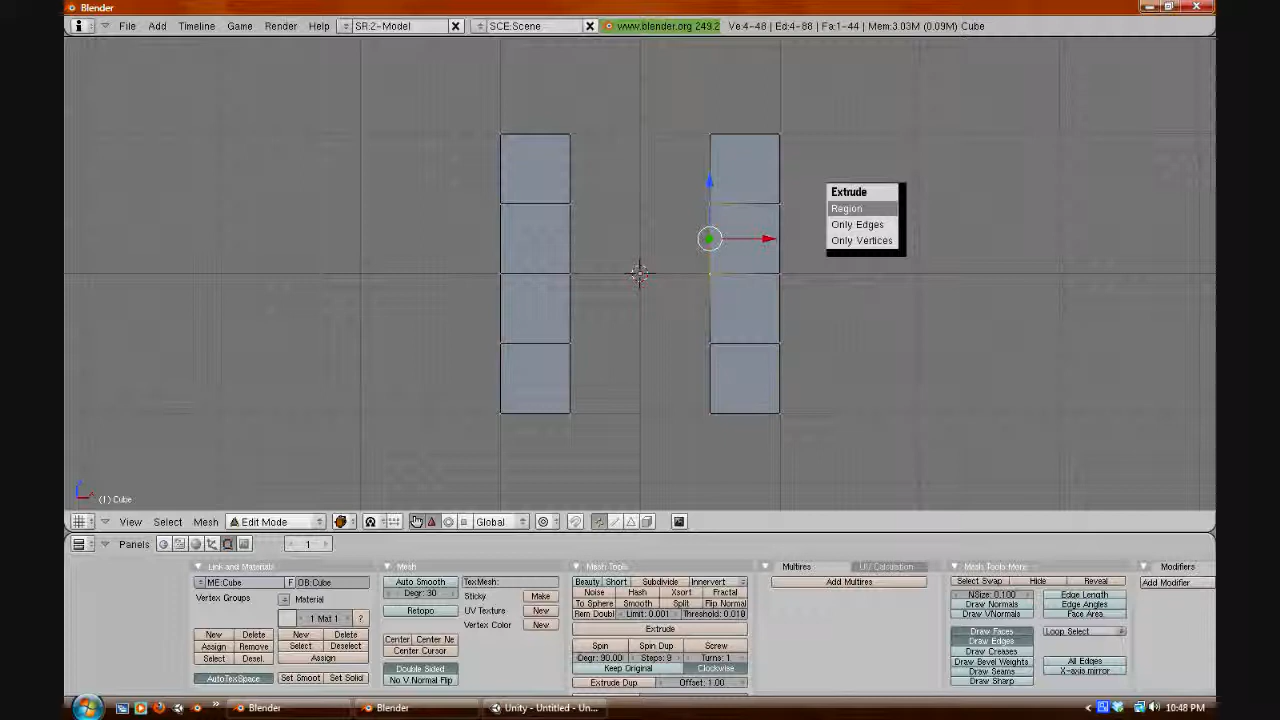 Blender
File Add Timeline Game Render Help SR:2-Model SCE:Scene www.blender.org 249.2 Ve:4-48 | Ed:4-88 | Fa:1-44 | Mem:3.03M (0.09M) Cube
Extrude
Region
Only Edges
Only Vertices
(1) Cube
View Select Mesh Edit Mode Global
Panels 1
Link and Materials Mesh Mesh Tools Multires UV Calculation Mesh Tools More Modifiers
ME:Cube F OB:Cube Auto Smooth TexMesh: Beauty Short Subdivide Innervert Add Multires Select Swap Hide Reveal Add Modifier
Vertex Groups Material Degr: 30 Sticky Make Noise Hash Xsort Fractal NSize: 0.100 Edge Length
1 Mat 1 ? Retopo UV Texture New To Sphere Smooth Split Flip Normal Draw Normals Edge Angles
Vertex Color New Rem Doubl Limit: 0.001 Threshold: 0.018 Draw VNormals Face Area
New Delete New Delete Center Center Ne Extrude Draw Faces Loop Select
Assign Remove Select Deselect Center Cursor Spin Spin Dup Screw Draw Edges
Select Desel. Assign Degr: 90.00 Steps: 9 Turns: 1 Draw Creases
Double Sided Keep Original Clockwise Draw Bevel Weights All Edges
AutoTexSpace Set Smoot Set Solid No V.Normal Flip Extrude Dup Offset: 1.00 Draw Seams X-axis mirror
Draw Sharp
Blender Blender Unity - Untitled - Un... 10:48 PM